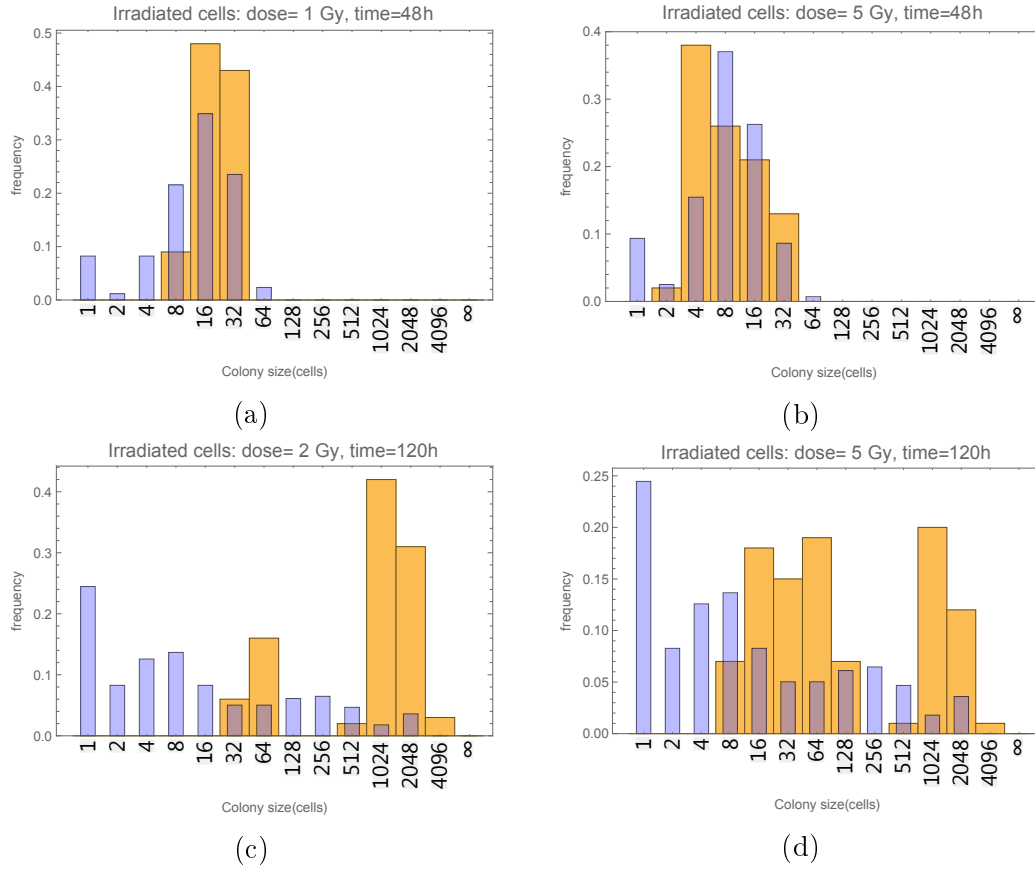 Irradiated cells: dose= 1 Gy, time=48h
0.5
0.4
0.3
0.2
0.1
0.0
frequency
1 2 4 8 16 32 64 128 256 512 1024 2048 4096 ∞
Colony size(cells)
(a)
Irradiated cells: dose= 5 Gy, time=48h
0.4
0.3
0.2
0.1
0.0
frequency
1 2 4 8 16 32 64 128 256 512 1024 2048 4096 ∞
Colony size(cells)
(b)
Irradiated cells: dose= 2 Gy, time=120h
0.4
0.3
0.2
0.1
0.0
frequency
1 2 4 8 16 32 64 128 256 512 1024 2048 4096 ∞
Colony size(cells)
(c)
Irradiated cells: dose= 5 Gy, time=120h
0.25
0.20
0.15
0.10
0.05
0.00
frequency
1 2 4 8 16 32 64 128 256 512 1024 2048 4096 ∞
Colony size(cells)
(d)